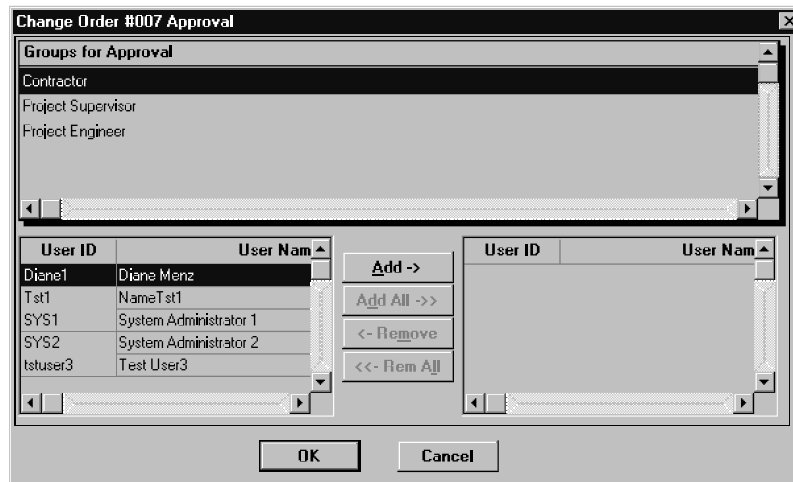 Change Order #007 Approval
Groups for Approval
Contractor
Project Supervisor
Project Engineer
User ID User Nam
Diane1 Diane Menz
Tst1 NameTst1
SYS1 System Administrator 1
SYS2 System Administrator 2
tstuser3 Test User3
Add ->
Add All ->>
<- Remove
<<- Rem All
User ID User Nam
OK Cancel